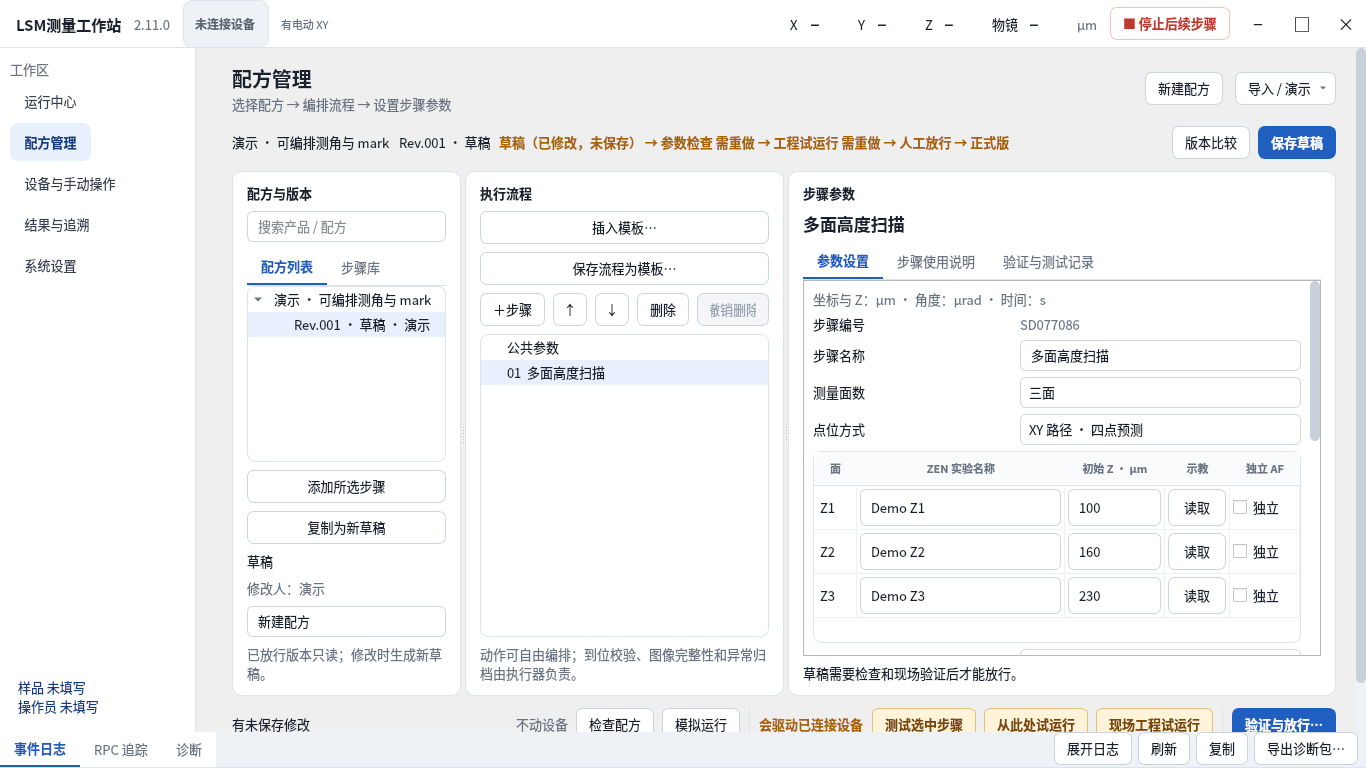 LSM测量工作站 2.11.0 未连接设备 有电动 XY X – Y – Z – 物镜 – μm 停止后续步骤
工作区
运行中心
配方管理
设备与手动操作
结果与追溯
系统设置
样品 未填写
操作员 未填写
配方管理
选择配方 → 编排流程 → 设置步骤参数
新建配方 导入 / 演示
演示 · 可编排测角与 mark Rev.001 · 草稿 草稿（已修改，未保存） → 参数检查 需重做 → 工程试运行 需重做 → 人工放行 → 正式版
版本比较 保存草稿
配方与版本
搜索产品 / 配方
配方列表 步骤库
演示 · 可编排测角与 mark
Rev.001 · 草稿 · 演示
添加所选步骤
复制为新草稿
草稿
修改人：演示
新建配方
已放行版本只读；修改时生成新草
稿。
执行流程
插入模板…
保存流程为模板…
＋步骤 ↑ ↓ 删除 撤销删除
公共参数
01 多面高度扫描
动作可自由编排；到位校验、图像完整性和异常归
档由执行器负责。
步骤参数
多面高度扫描
参数设置 步骤使用说明 验证与测试记录
坐标与 Z：μm · 角度：μrad · 时间：s
步骤编号 SD077086
步骤名称 多面高度扫描
测量面数 三面
点位方式 XY 路径 · 四点预测
面 ZEN 实验名称 初始 Z · μm 示教 独立 AF
Z1 Demo Z1 100 读取 独立
Z2 Demo Z2 160 读取 独立
Z3 Demo Z3 230 读取 独立
草稿需要检查和现场验证后才能放行。
有未保存修改 不动设备 检查配方 模拟运行 会驱动已连接设备 测试选中步骤 从此处试运行 现场工程试运行 验证与放行…
事件日志 RPC 追踪 诊断 展开日志 刷新 复制 导出诊断包…